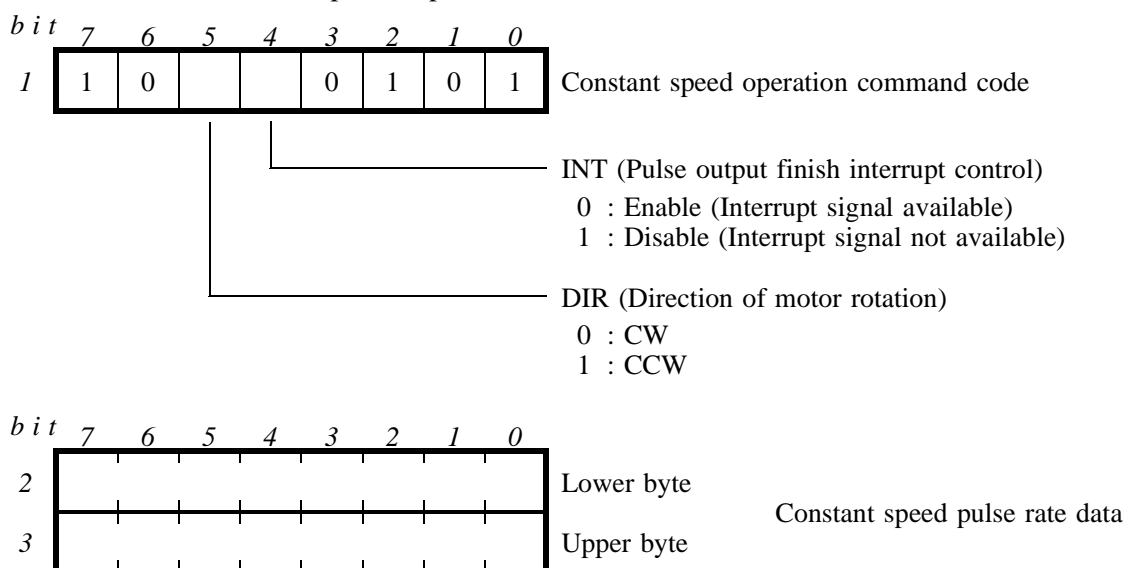 bit 7 6 5 4 3 2 1 0
1 1 0 0 1 0 1 Constant speed operation command code
INT (Pulse output finish interrupt control)
0 : Enable (Interrupt signal available)
1 : Disable (Interrupt signal not available)
DIR (Direction of motor rotation)
0 : CW
1 : CCW
bit 7 6 5 4 3 2 1 0
2 Lower byte
Constant speed pulse rate data
3 Upper byte